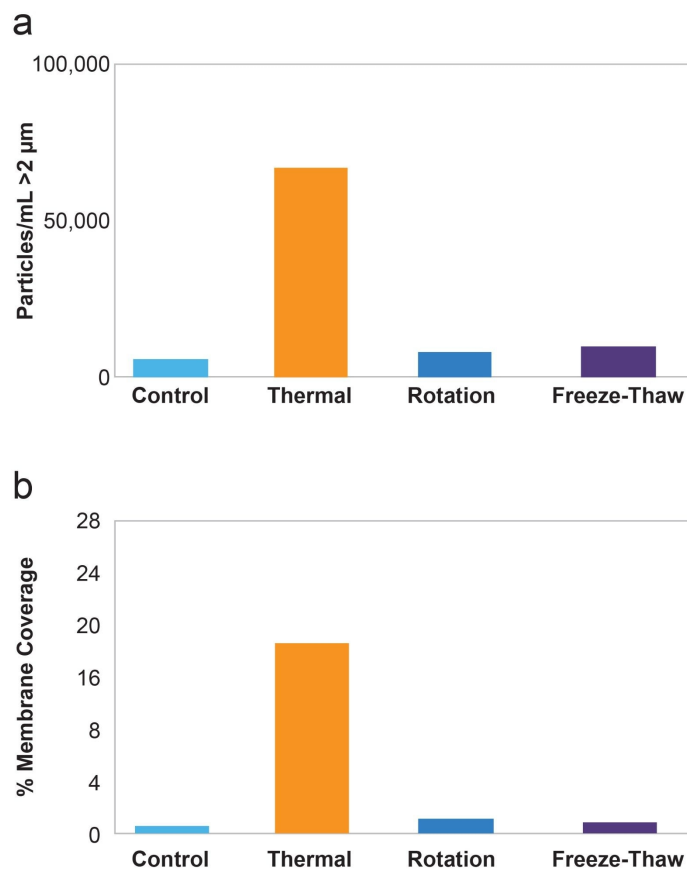 a
100,000
50,000
0
Particles/mL >2 μm
Control Thermal Rotation Freeze-Thaw
b
28
24
20
16
8
4
0
% Membrane Coverage
Control Thermal Rotation Freeze-Thaw